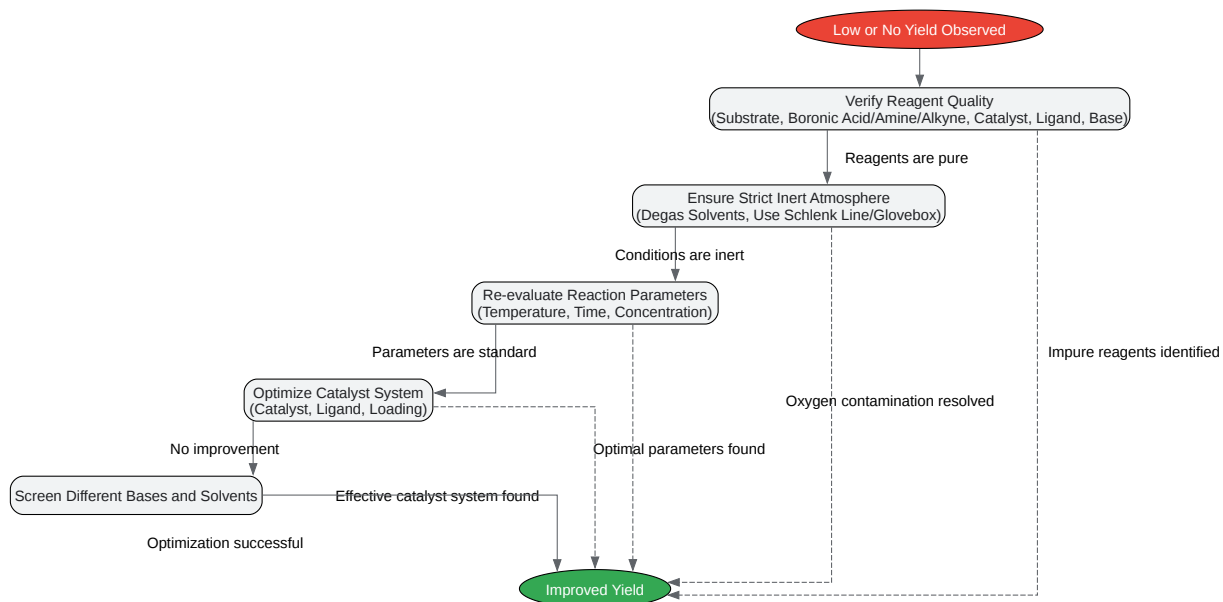 Low or No Yield Observed
Verify Reagent Quality
(Substrate, Boronic Acid/Amine/Alkyne, Catalyst, Ligand, Base)
Reagents are pure
Ensure Strict Inert Atmosphere
(Degas Solvents, Use Schlenk Line/Glovebox)
Conditions are inert
Re-evaluate Reaction Parameters
(Temperature, Time, Concentration)
Parameters are standard
Impure reagents identified
Optimize Catalyst System
(Catalyst, Ligand, Loading)
Oxygen contamination resolved
No improvement
Optimal parameters found
Screen Different Bases and Solvents
Effective catalyst system found
Optimization successful
Improved Yield